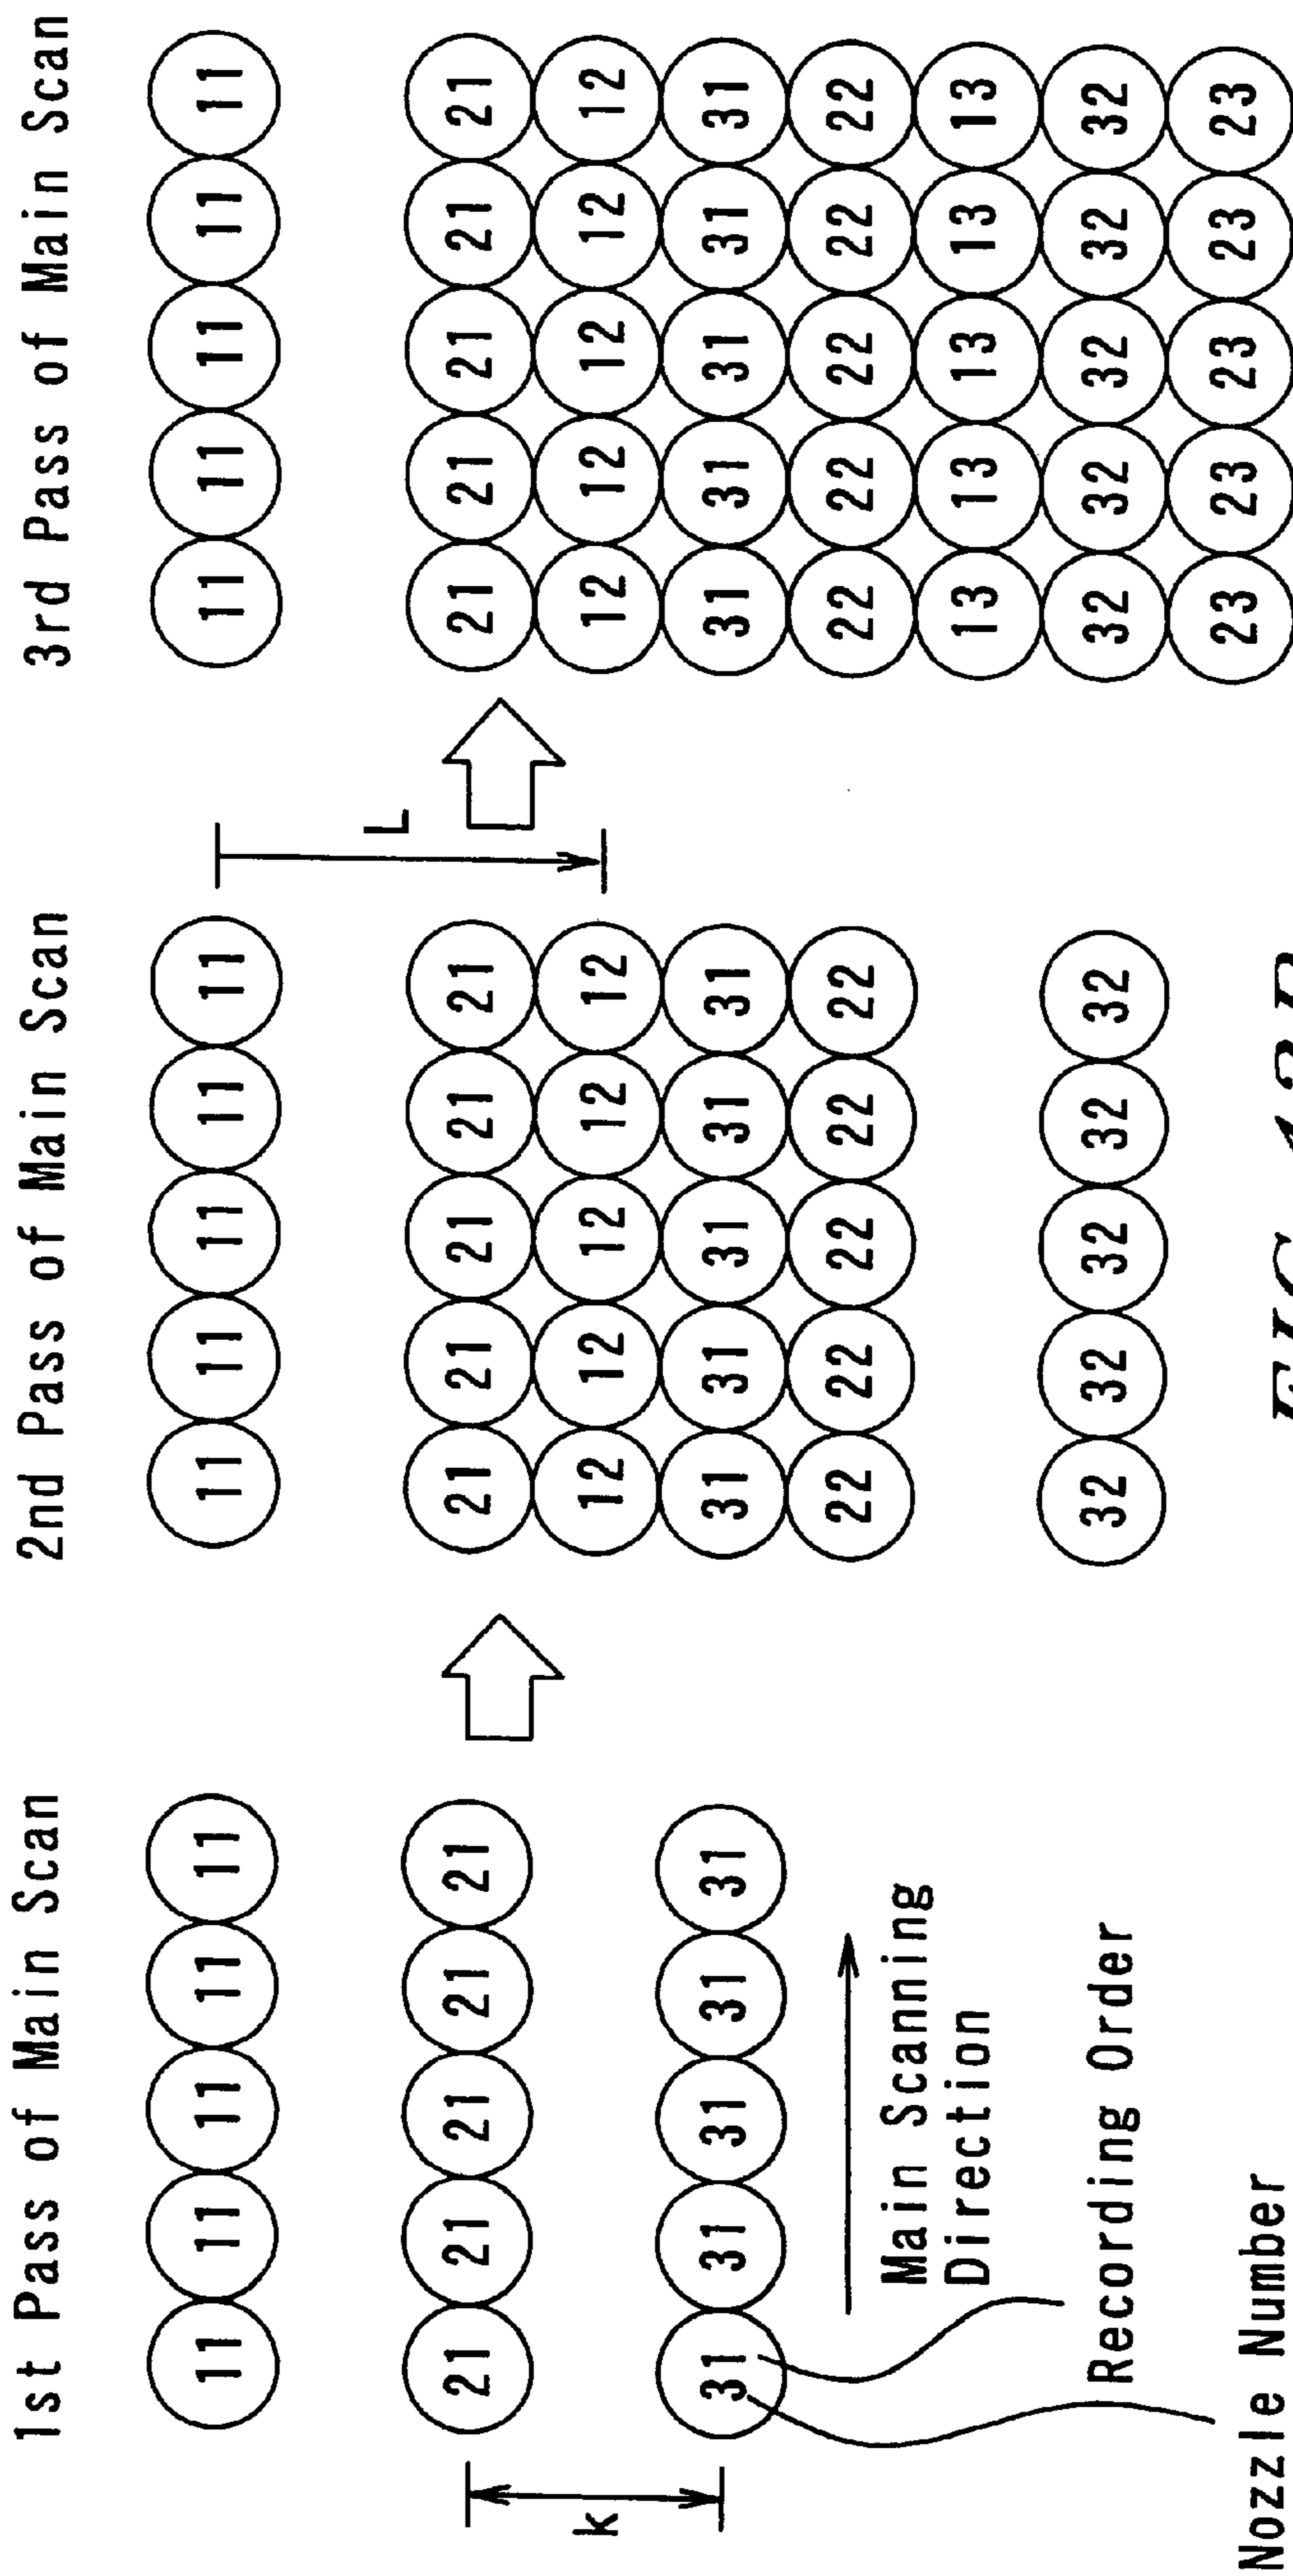 1st Pass of Main Scan
11 11 11 11 11
21 21 21 21 21
31 31 31 31 31
k
Main Scanning
Direction
Recording Order
Nozzle Number
2nd Pass of Main Scan
11 11 11 11 11
21 21 21 21 21
12 12 12 12 12
31 31 31 31 31
22 22 22 22 22
32 32 32 32 32
L
3rd Pass of Main Scan
11 11 11 11 11
21 21 21 21 21
12 12 12 12 12
31 31 31 31 31
22 22 22 22 22
13 13 13 13 13
32 32 32 32 32
23 23 23 23 23